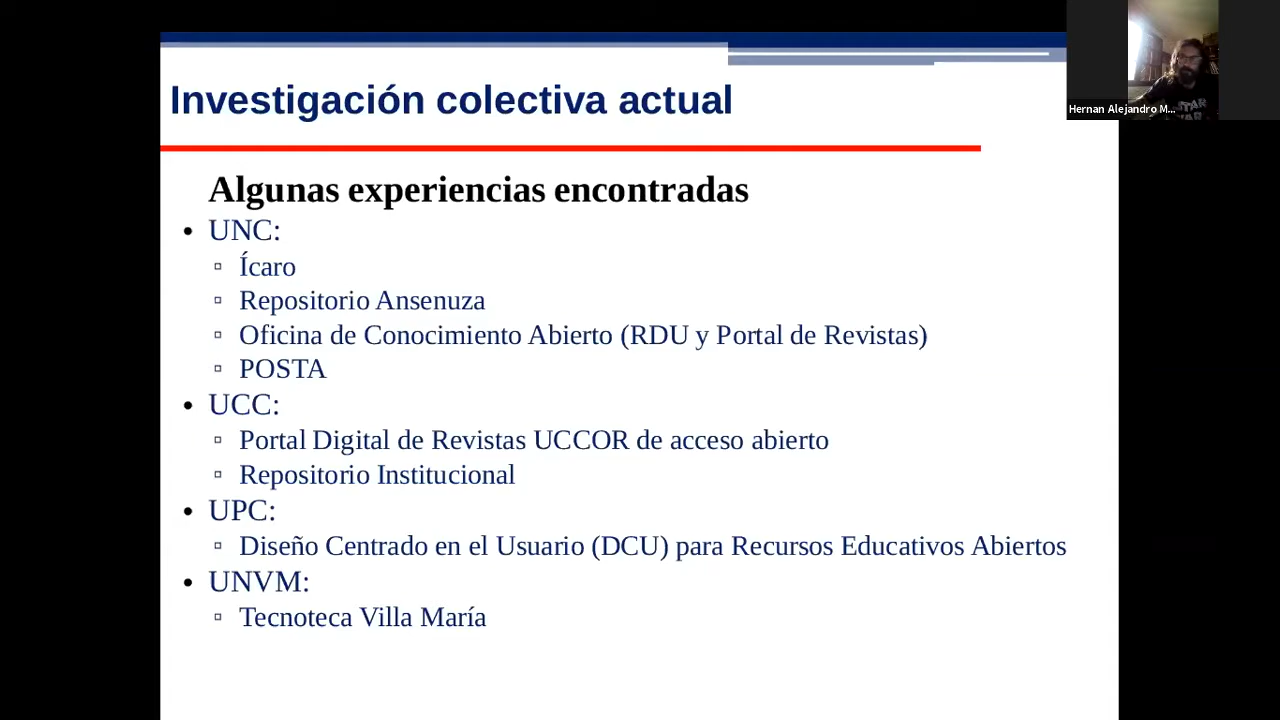 Investigación colectiva actual
Hernan Alejandro M...
Algunas experiencias encontradas
• UNC:
▫ Ícaro
▫ Repositorio Ansenuza
▫ Oficina de Conocimiento Abierto (RDU y Portal de Revistas)
▫ POSTA
• UCC:
▫ Portal Digital de Revistas UCCOR de acceso abierto
▫ Repositorio Institucional
• UPC:
▫ Diseño Centrado en el Usuario (DCU) para Recursos Educativos Abiertos
• UNVM:
▫ Tecnoteca Villa María